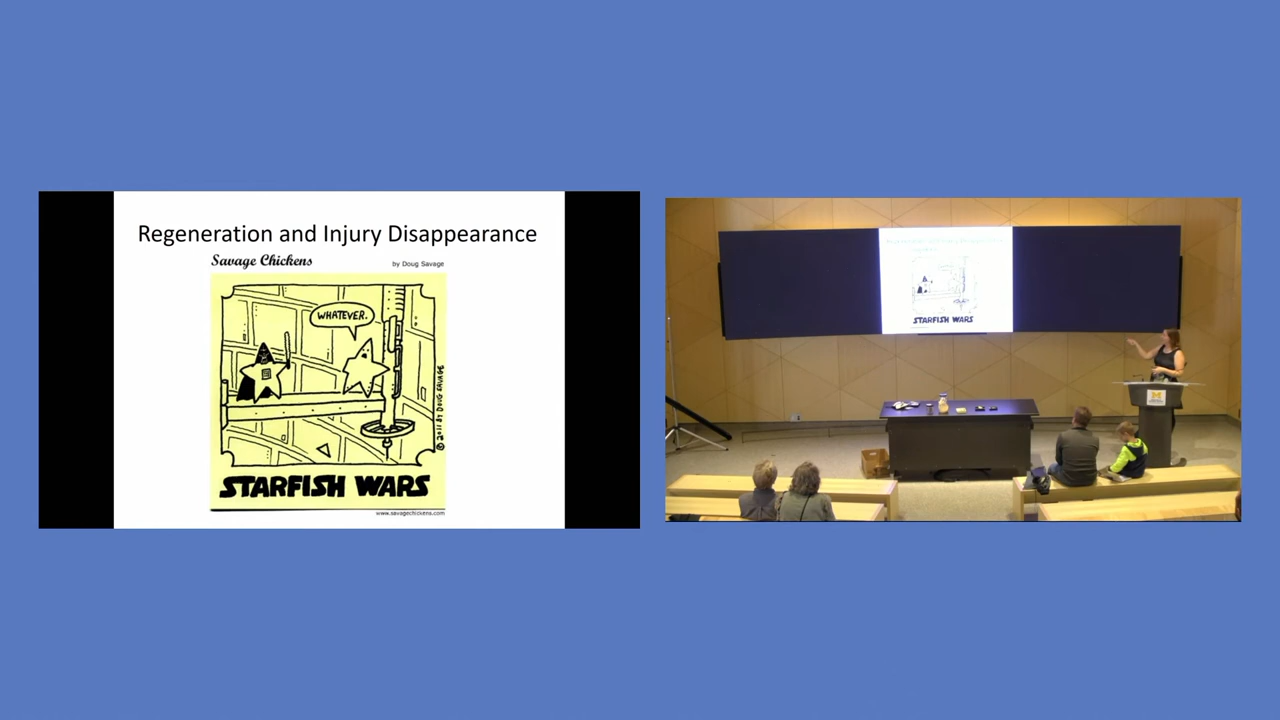 Regeneration and Injury Disappearance
Savage Chickens
by Doug Savage
WHATEVER.
© 2011 BY DOUG SAVAGE
STARFISH WARS
www.savagechickens.com
STARFISH WARS